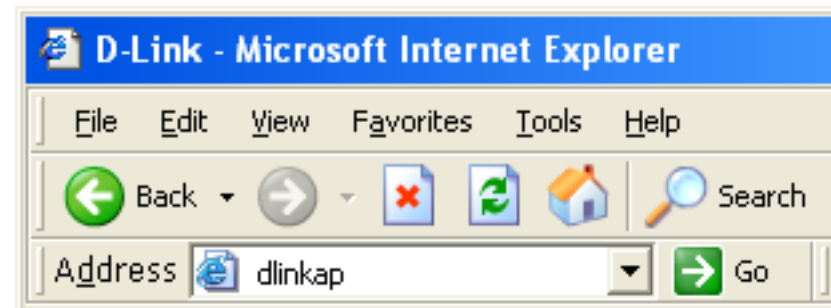 D-Link - Microsoft Internet Explorer
File Edit View Favorites Tools Help
Back Search
Address dlinkap Go